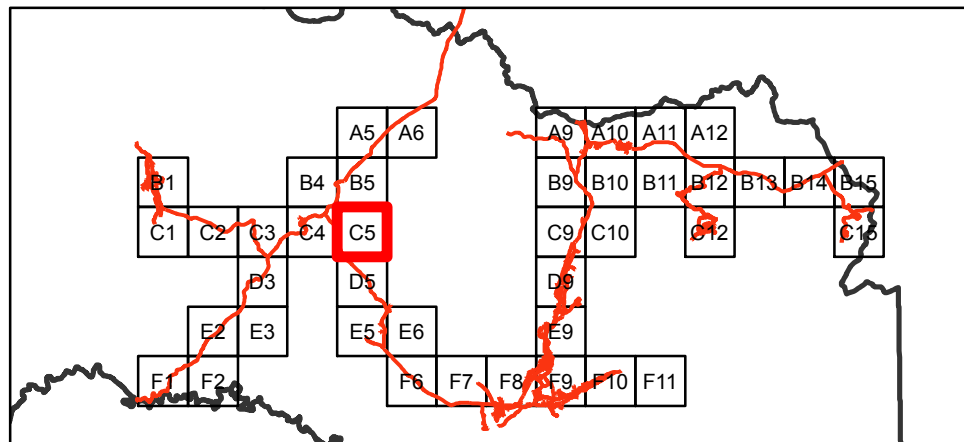 A5 A6 A9 A10 A11 A12
B1 B4 B5 B9 B10 B11 B12 B13 B14 B15
C1 C2 C3 C4 C5 C9 C10 C12 C15
D3 D5 D9
E2 E3 E5 E6 E9
F1 F2 F6 F7 F8 F9 F10 F11